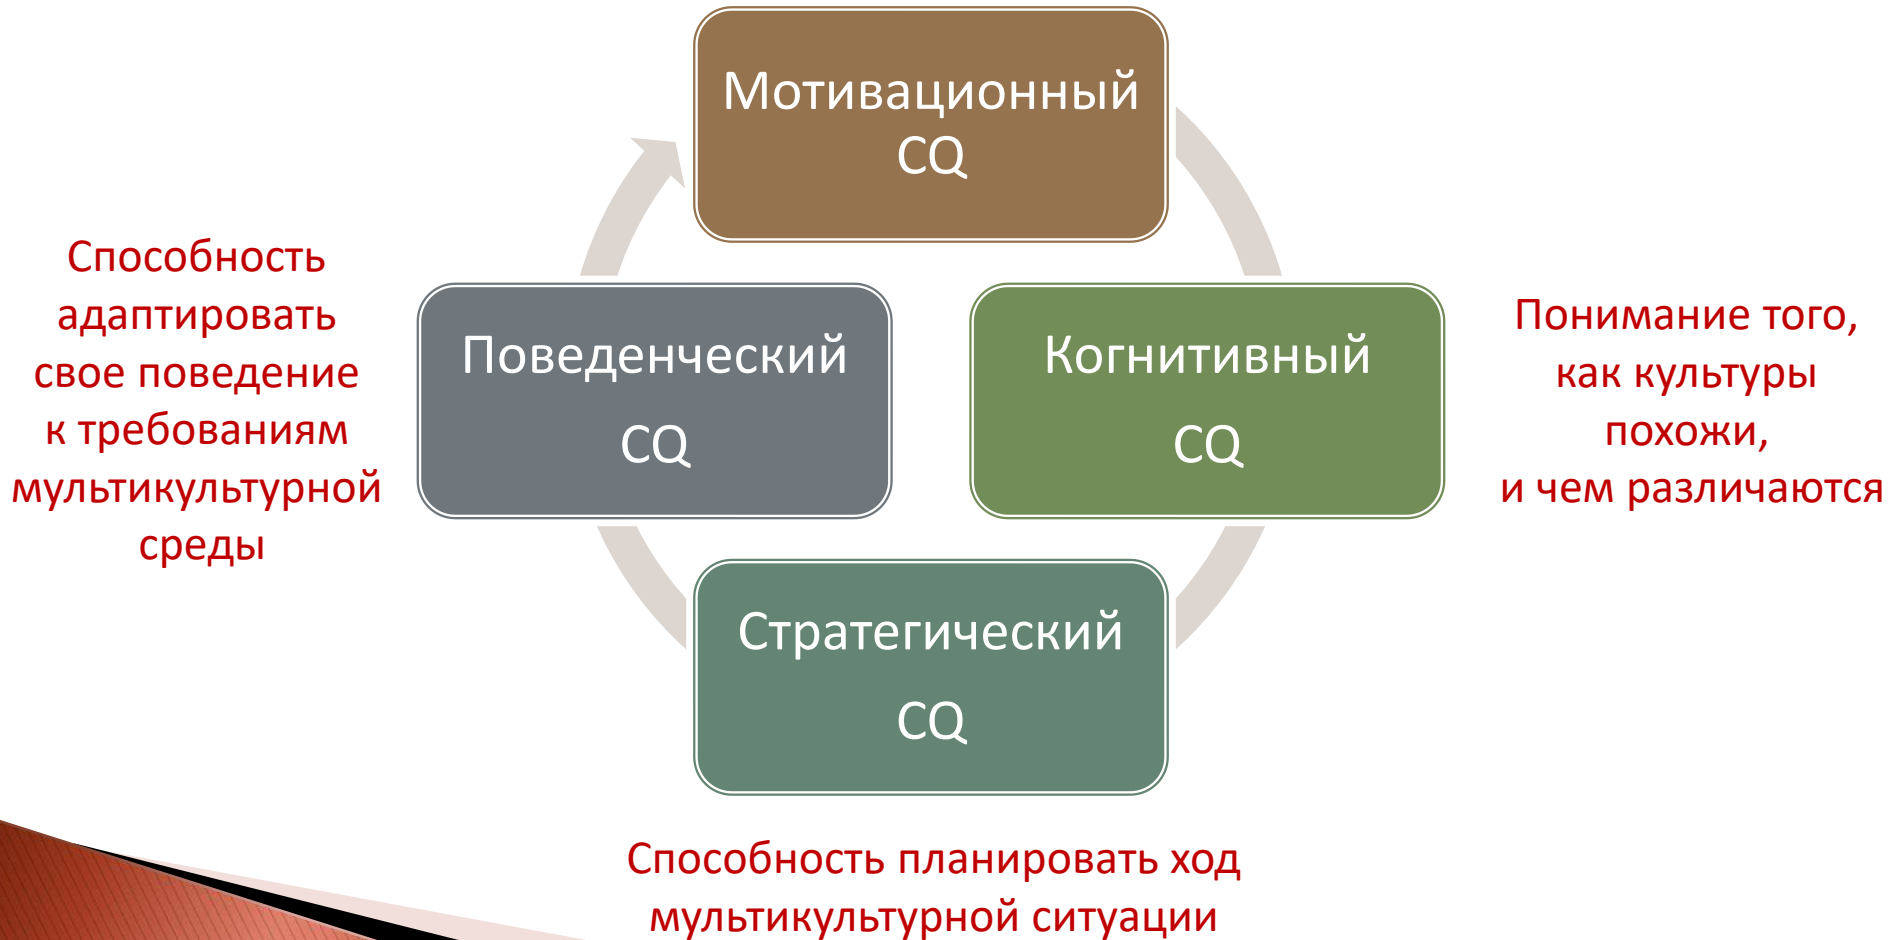 Мотивационный
CQ
Способность
адаптировать
свое поведение
к требованиям
мультикультурной
среды
Поведенческий
CQ
Когнитивный
CQ
Понимание того,
как культуры
похожи,
и чем различаются
Стратегический
CQ
Способность планировать ход
мультикультурной ситуации